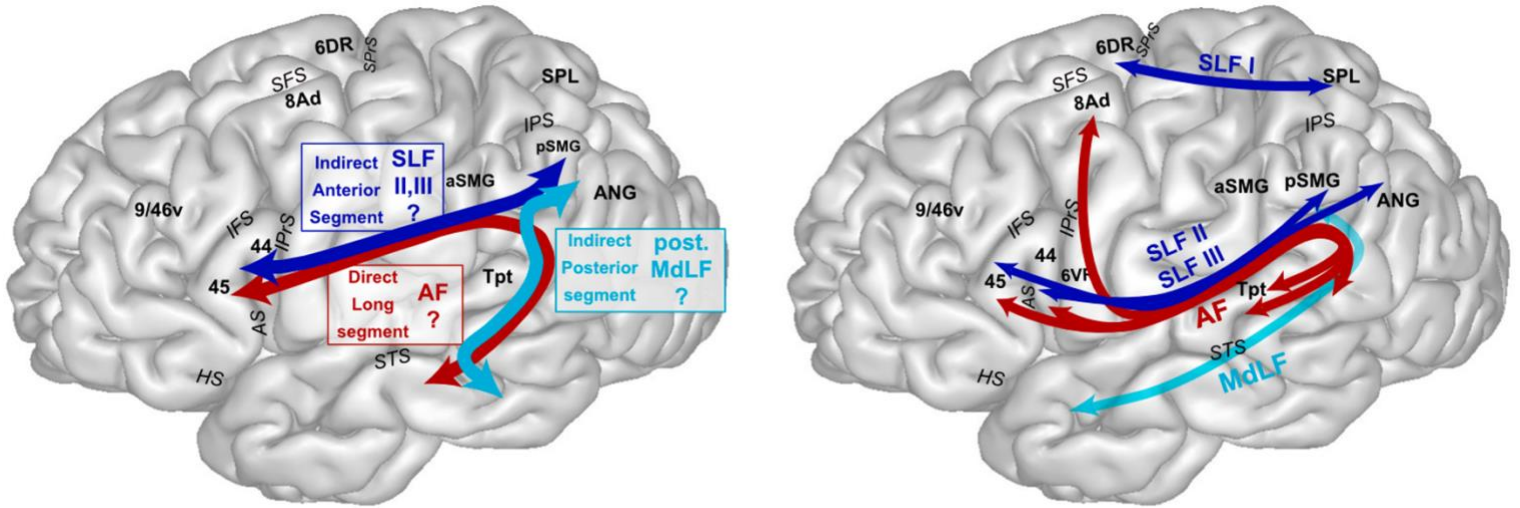 6DR
SPrS
SFS
8Ad
SPL
IPS
pSMG
aSMG
ANG
Indirect SLF
Anterior II,III
Segment ?
9/46v
IFS
IPrS
44
45
AS
HS
Direct
Long AF
segment ?
Tpt
STS
Indirect post.
Posterior MdLF
segment ?
6DR
SPrS
SLF I
SPL
SFS
8Ad
IPS
aSMG
pSMG
ANG
9/46v
IFS
IPrS
44
45
AS
SLF II
SLF III
AF
Tpt
STS
MdLF
HS